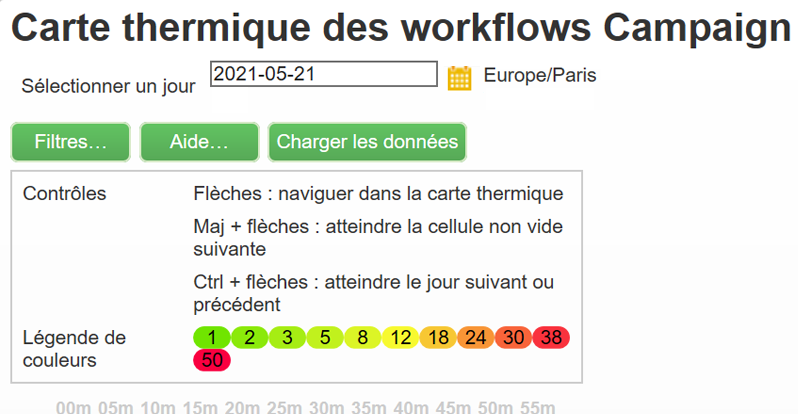 Carte thermique des workflows Campaign
Sélectionner un jour 2021-05-21 Europe/Paris
Filtres… Aide… Charger les données
Contrôles Flèches : naviguer dans la carte thermique
Maj + flèches : atteindre la cellule non vide
suivante
Ctrl + flèches : atteindre le jour suivant ou
précédent
Légende de 1 2 3 5 8 12 18 24 30 38
couleurs 50
00m 05m 10m 15m 20m 25m 30m 35m 40m 45m 50m 55m